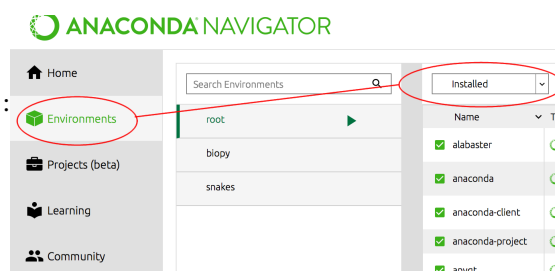 ANACONDA NAVIGATOR
Home
Environments
Projects (beta)
Learning
Community
Search Environments
root
biopy
snakes
Installed
Name
T
alabaster
anaconda
anaconda-client
anaconda-project